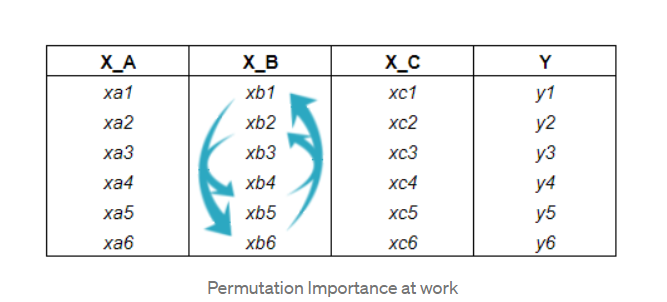 X_A X_B X_C Y
xa1 xb1 xc1 y1
xa2 xb2 xc2 y2
xa3 xb3 xc3 y3
xa4 xb4 xc4 y4
xa5 xb5 xc5 y5
xa6 xb6 xc6 y6
Permutation Importance at work